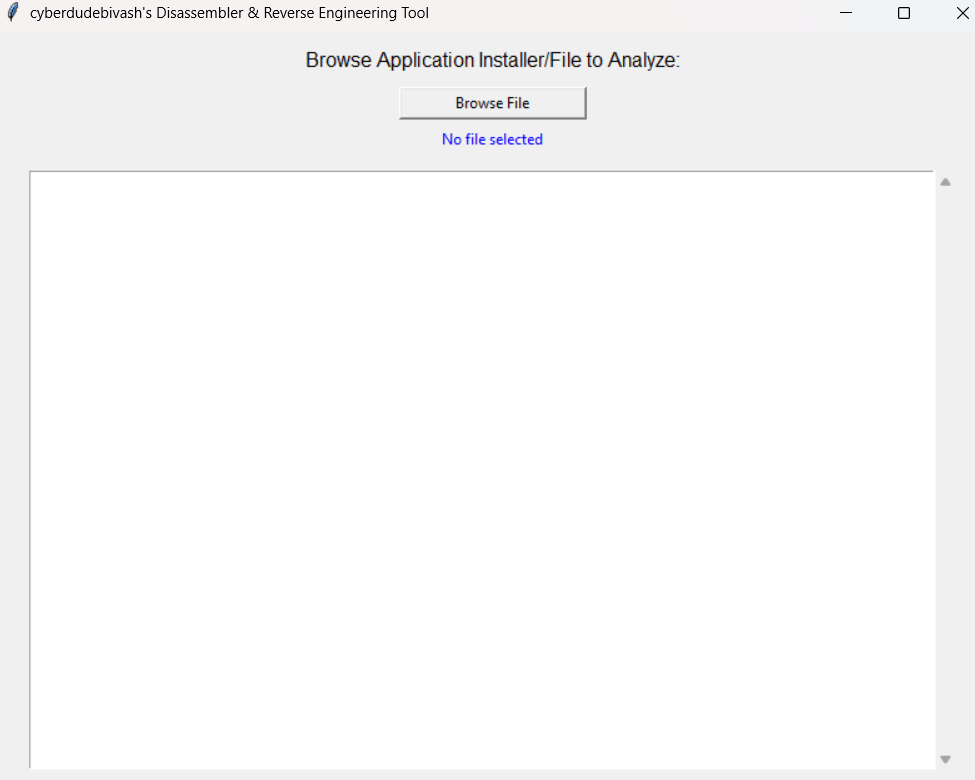 cyberdudebivash's Disassembler & Reverse Engineering Tool
Browse Application Installer/File to Analyze:
Browse File
No file selected